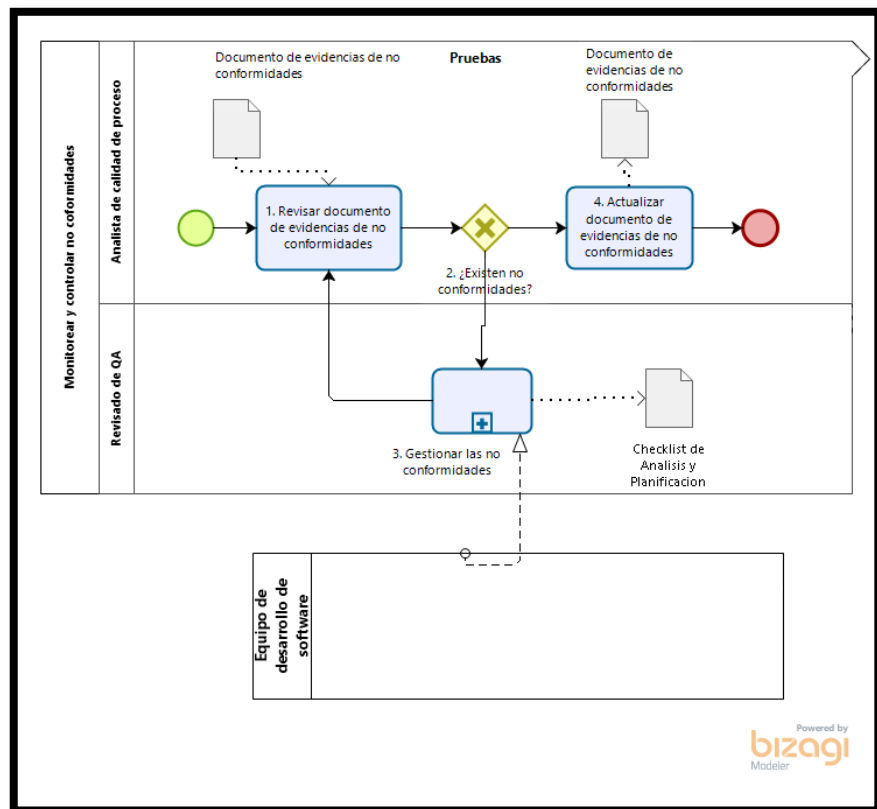 Monitorear y controlar no coformidades
Analista de calidad de proceso
Documento de evidencias de no
conformidades
Pruebas
Documento de
evidencias de no
conformidades
1. Revisar documento
de evidencias de no
conformidades
2. ¿Existen no
conformidades?
4. Actualizar
documento de
evidencias de no
conformidades
Revisado de QA
3. Gestionar las no
conformidades
Checklist de
Analisis y
Planificacion
Equipo de
desarrollo de
software
Powered by
bizagi
Modeler